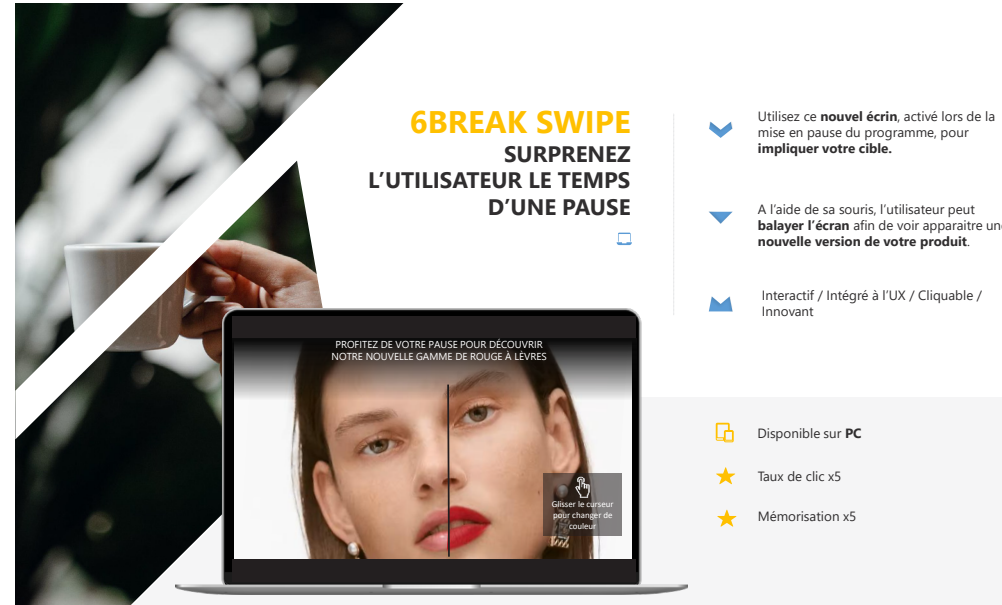 6BREAK SWIPE
SURPRENEZ
L'UTILISATEUR LE TEMPS
D'UNE PAUSE
Utilisez ce nouvel écrin, activé lors de la
mise en pause du programme, pour
impliquer votre cible.
A l'aide de sa souris, l'utilisateur peut
balayer l'écran afin de voir apparaitre un
nouvelle version de votre produit.
Interactif / Intégré à l'UX / Cliquable /
Innovant
PROFITEZ DE VOTRE PAUSE POUR DÉCOUVRIR
NOTRE NOUVELLE GAMME DE ROUGE À LÈVRES
Glisser le curseur
pour changer de
couleur
Disponible sur PC
Taux de clic x5
Mémorisation x5